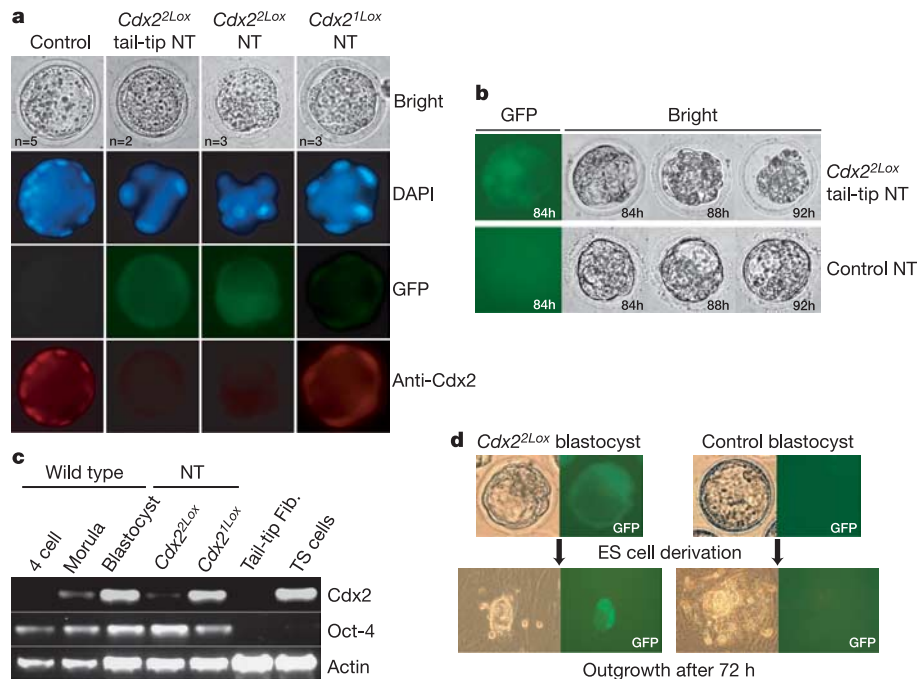 a
Control
Cdx2^2Lox tail-tip NT
Cdx2^2Lox NT
Cdx2^1Lox NT
n=5
n=2
n=3
n=3
Bright
DAPI
GFP
Anti-Cdx2
b
GFP
Bright
84h
84h
88h
92h
Cdx2^2Lox tail-tip NT
84h
84h
88h
92h
Control NT
c
Wild type
NT
4 cell
Morula
Blastocyst
Cdx2^2Lox
Cdx2^1Lox
Tail-tip Fib.
TS cells
Cdx2
Oct-4
Actin
d
Cdx2^2Lox blastocyst
Control blastocyst
GFP
GFP
ES cell derivation
GFP
GFP
Outgrowth after 72 h